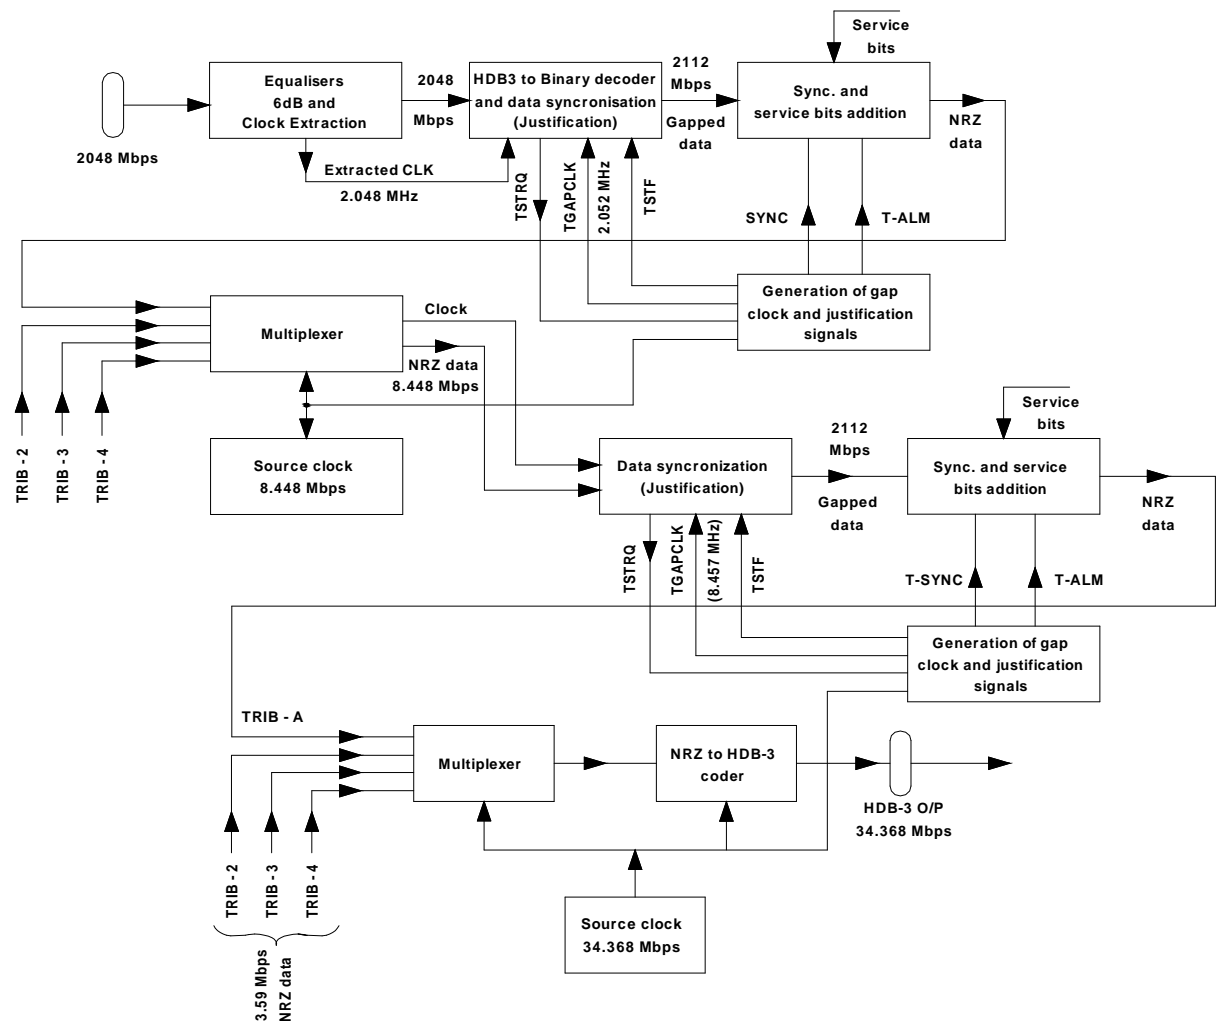 Service
bits
2048 Mbps
Equalisers
6dB and
Clock Extraction
2048
Mbps
HDB3 to Binary decoder
and data syncronisation
(Justification)
2112
Mbps
Gapped
data
Sync. and
service bits addition
NRZ
data
Extracted CLK
2.048 MHz
TSTRQ
TGAPCLK
2.052 MHz
TSTF
SYNC
T-ALM
Generation of gap
clock and justification
signals
Multiplexer
Clock
NRZ data
8.448 Mbps
TRIB - 2
TRIB - 3
TRIB - 4
Source clock
8.448 Mbps
Service
bits
Data syncronization
(Justification)
2112
Mbps
Gapped
data
Sync. and service
bits addition
NRZ
data
TSTRQ
TGAPCLK
(8.457 MHz)
TSTF
T-SYNC
T-ALM
Generation of gap
clock and justification
signals
TRIB - A
Multiplexer
NRZ to HDB-3
coder
HDB-3 O/P
34.368 Mbps
TRIB - 2
TRIB - 3
TRIB - 4
3.59 Mbps
NRZ data
Source clock
34.368 Mbps